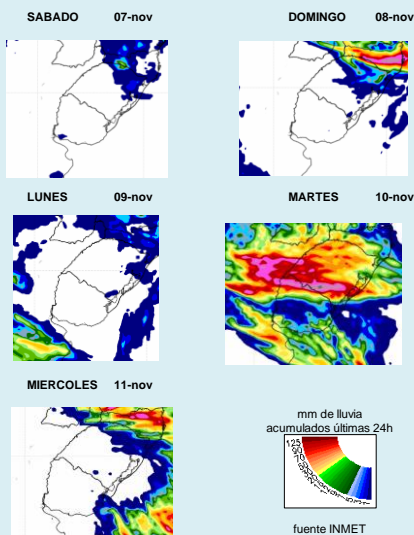 SABADO 07-nov
DOMINGO 08-nov
LUNES 09-nov
MARTES 10-nov
MIERCOLES 11-nov
mm de lluvia
acumulados últimas 24h
125
fuente INMET